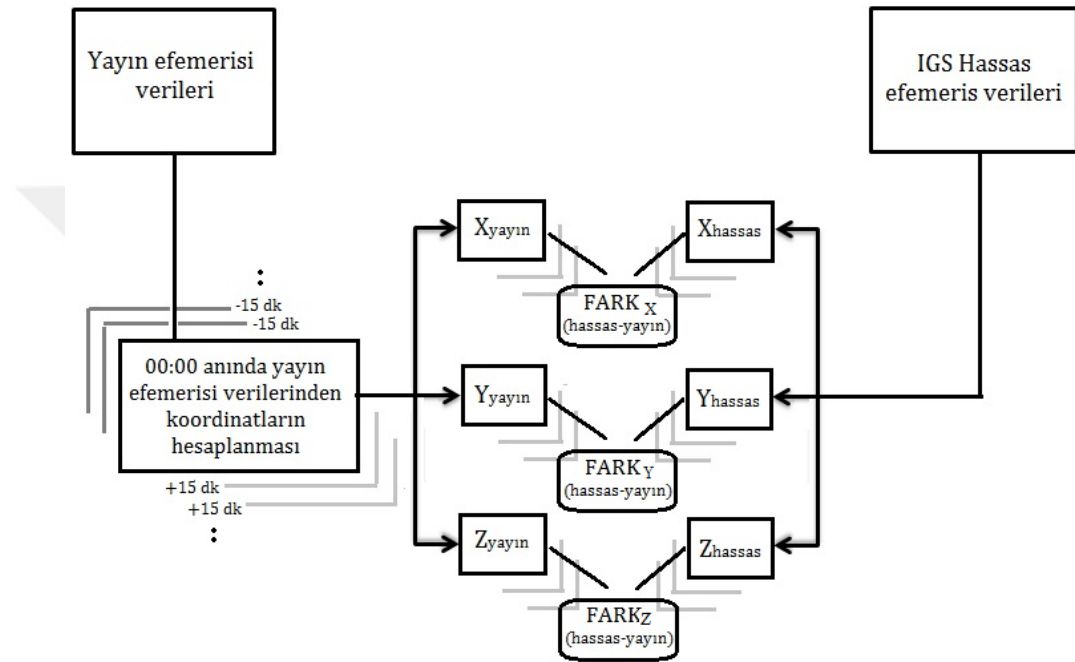 Yayın efemerisi
verileri
IGS Hassas
efemeris verileri
Xyayın
Xhassas
FARK X
(hassas-yayın)
:
-15 dk
-15 dk
00:00 anında yayın
efemerisi verilerinden
koordinatların
hesaplanması
+15 dk
+15 dk
:
Yyayın
Yhassas
FARK Y
(hassas-yayın)
Zyayın
Zhassas
FARKZ
(hassas-yayın)